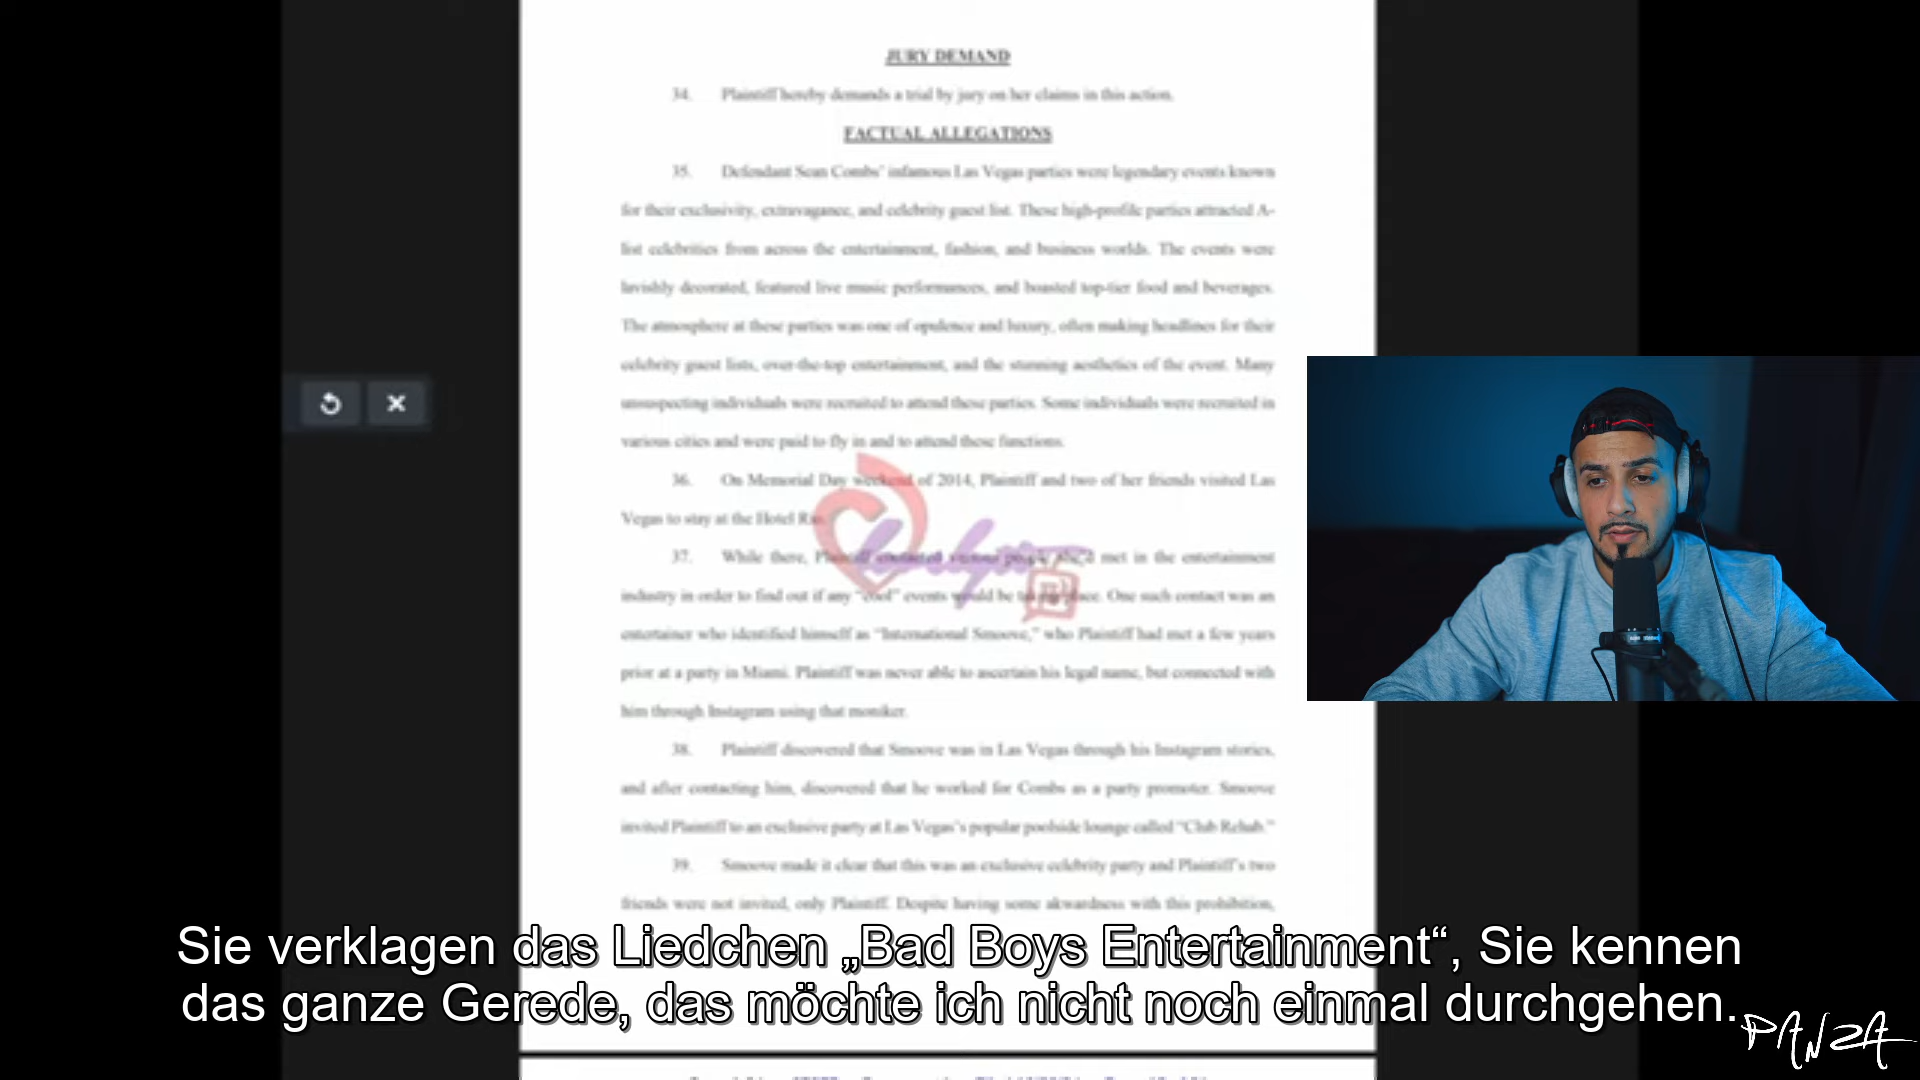 JURY DEMAND
34. Plaintiff hereby demands a trial by jury on her claims in this action.
FACTUAL ALLEGATIONS
35. Defendant Sean Combs' infamous Las Vegas parties were legendary events known
for their exclusivity, extravagance, and celebrity guest list. These high-profile parties attracted A-
list celebrities from across the entertainment, fashion, and business worlds. The events were
lavishly decorated, featured live music performances, and boasted top-tier food and beverages.
The atmosphere at these parties was one of opulence and luxury, often making headlines for their
celebrity guest lists, over-the-top entertainment, and the stunning aesthetics of the event. Many
unsuspecting individuals were recruited to attend these parties. Some individuals were recruited in
various cities and were paid to fly in and to attend these functions.
36. On Memorial Day weekend of 2014, Plaintiff and two of her friends visited Las
Vegas to stay at the Hotel
37. While there, Plaintiff contacted various people she'd met in the entertainment
industry in order to find out if any “cool” events would be taking place. One such contact was an
entertainer who identified himself as “International Smoove,” who Plaintiff had met a few years
prior at a party in Miami. Plaintiff was never able to ascertain his legal name, but connected with
him through Instagram using that moniker.
38. Plaintiff discovered that Smoove was in Las Vegas through his Instagram stories,
and after contacting him, discovered that he worked for Combs as a party promoter. Smoove
invited Plaintiff to an exclusive party at Las Vegas's popular poolside lounge called “Club Rehab.”
39. Smoove made it clear that this was an exclusive celebrity party and Plaintiff's two
friends were not invited, only Plaintiff. Despite having some akwardness with this prohibition,
Sie verklagen das Liedchen „Bad Boys Entertainment“, Sie kennen
das ganze Gerede, das möchte ich nicht noch einmal durchgehen.
PANZA